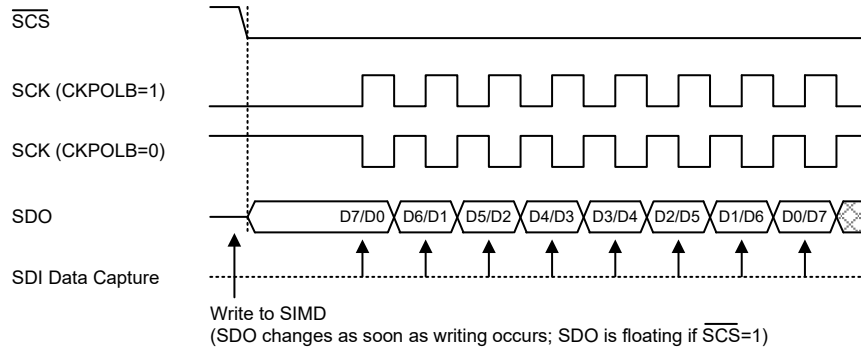 SCS
SCK (CKPOLB=1)
SCK (CKPOLB=0)
SDO D7/D0 D6/D1 D5/D2 D4/D3 D3/D4 D2/D5 D1/D6 D0/D7
SDI Data Capture
Write to SIMD
(SDO changes as soon as writing occurs; SDO is floating if SCS=1)